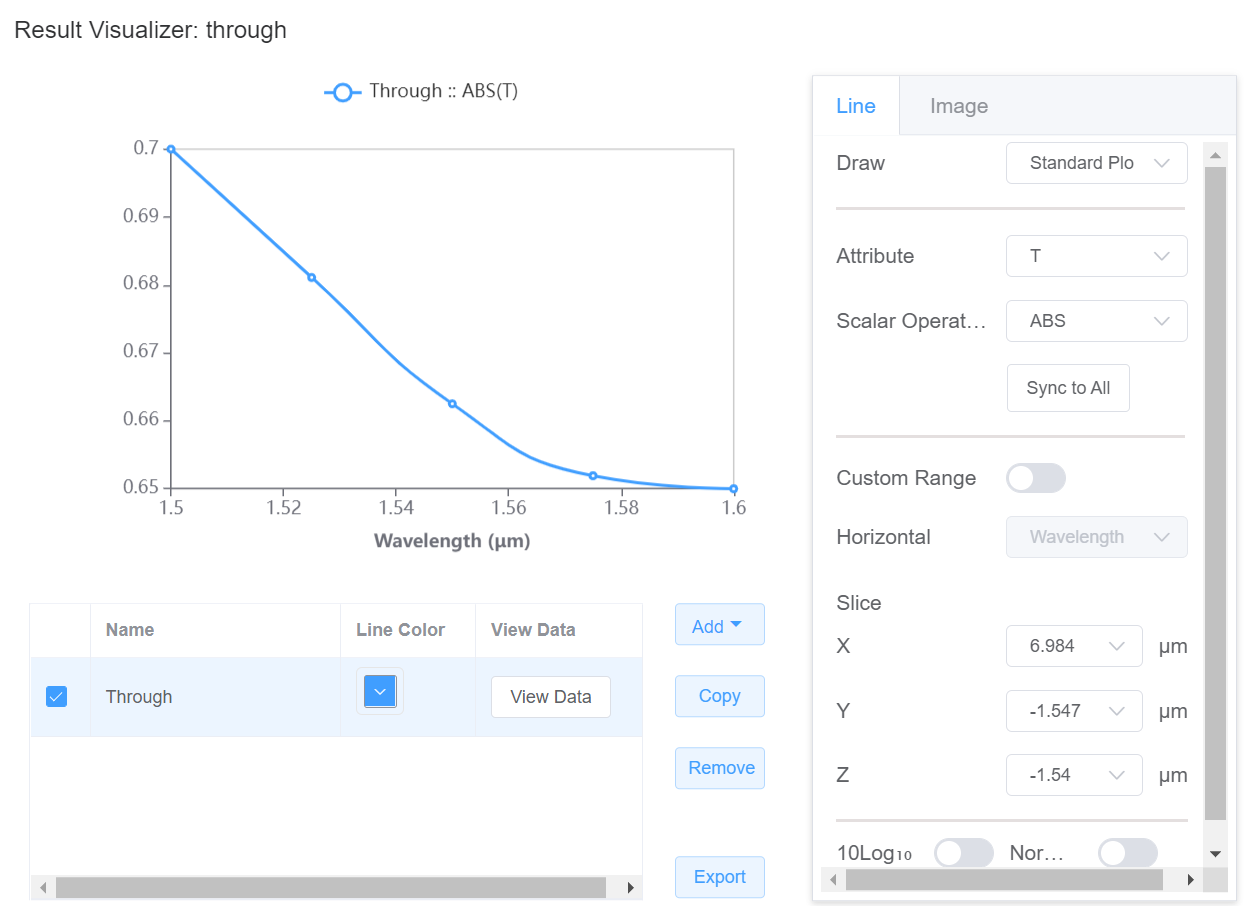 Result Visualizer: through
Through :: ABS(T)
0.7
0.69
0.68
0.67
0.66
0.65
1.5 1.52 1.54 1.56 1.58 1.6
Wavelength (μm)
Name Line Color View Data
Through View Data
Add
Copy
Remove
Export
Line Image
Draw Standard Plo
Attribute T
Scalar Operat...
ABS
Sync to All
Custom Range
Horizontal Wavelength
Slice
X 6.984 μm
Y -1.547 μm
Z -1.54 μm
10Log₁₀ Nor...